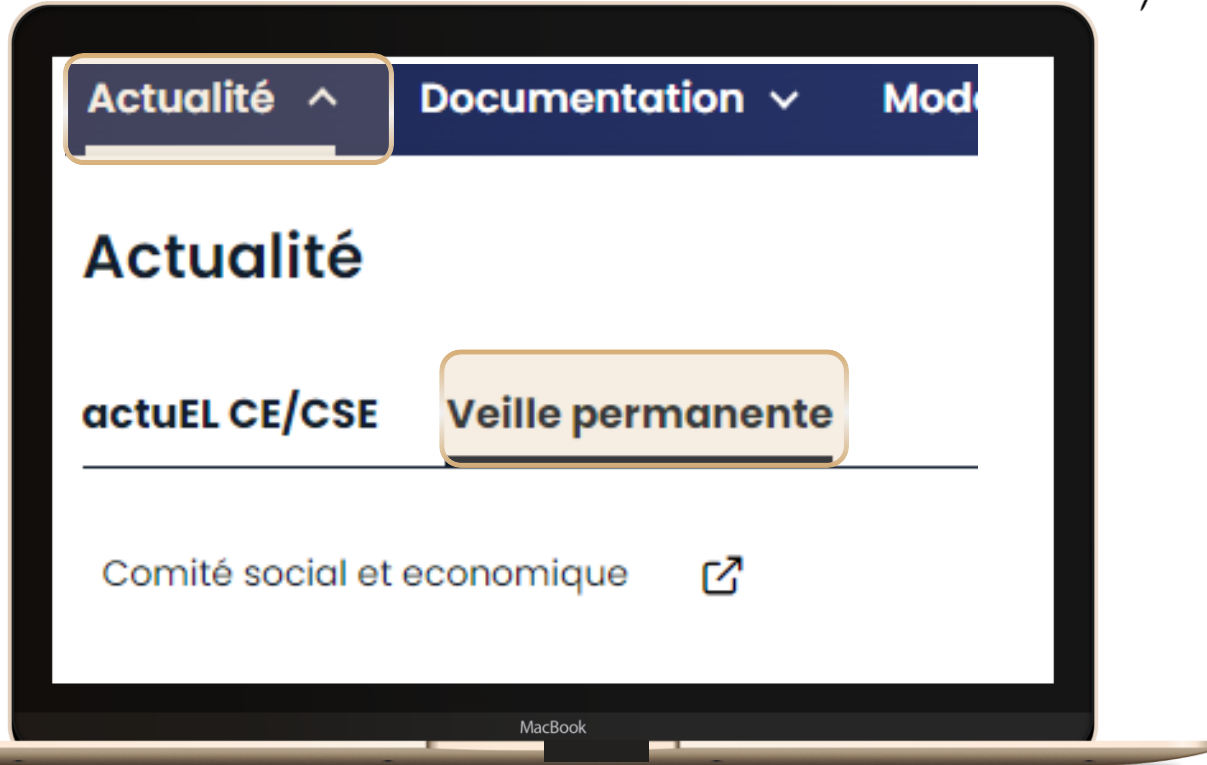 Actualité Documentation
Actualité
actuEL CE/CSE Veille permanente
Comité social et economique
MacBook